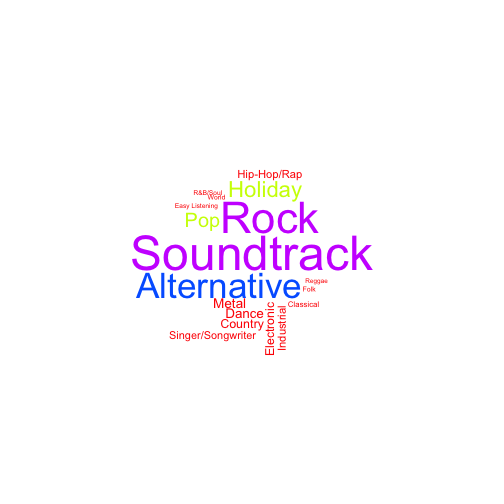 Hip-Hop/Rap
Holiday
R&B/Soul
World
Easy Listening
Pop
Rock
Soundtrack
Alternative
Reggae
Folk
Metal
Classical
Dance
Country
Singer/Songwriter
Electronic
Industrial